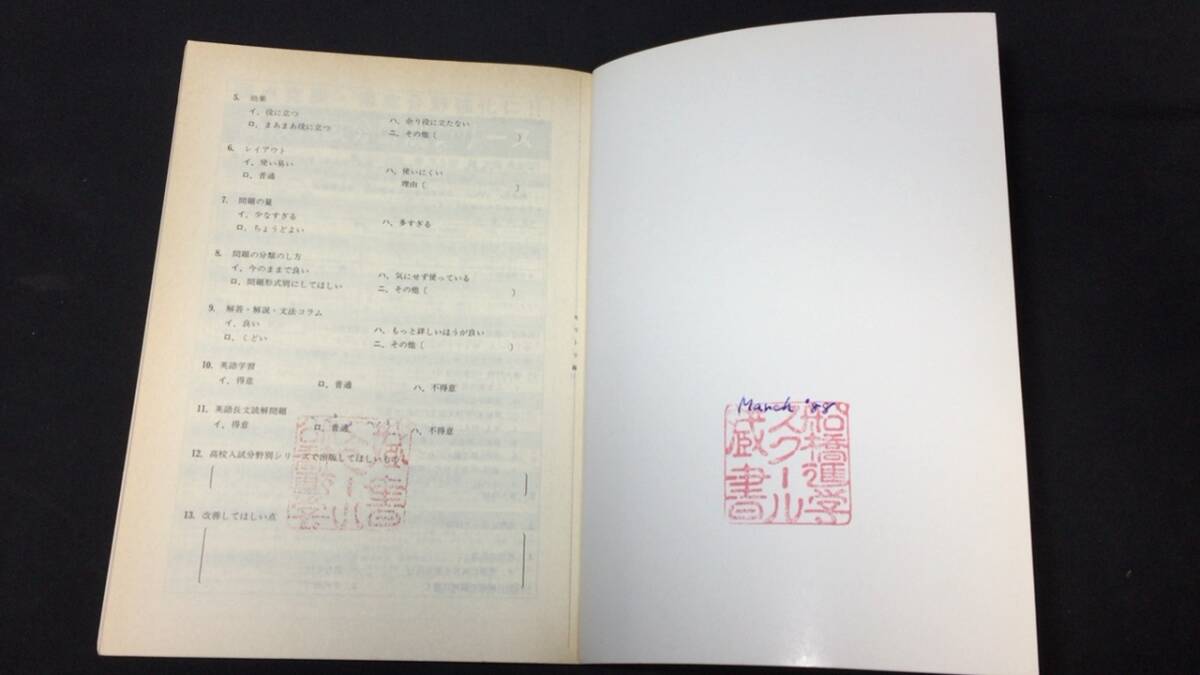 5. 効果
イ、役に立つ
ハ、余り役に立たない
ロ、まあまあ役に立つ
ニ、その他（ ）
6. レイアウト
イ、使い易い
ハ、使いにくい
ロ、普通
理由（ ）
7. 問題の量
イ、少なすぎる
ハ、多すぎる
ロ、ちょうどよい
8. 問題の分類のし方
イ、今のままで良い
ハ、気にせず使っている
ロ、問題形式別にしてほしい
ニ、その他（ ）
9. 解答・解説・文法コラム
イ、良い
ハ、もっと詳しいほうが良い
ロ、くどい
ニ、その他（ ）
10. 英語学習
イ、得意 ロ、普通 ハ、不得意
11. 英語長文読解問題
イ、得意 ロ、普通 ハ、不得意
12. 高校入試分野別シリーズで出版してほしいもの
13. 改善してほしい点
March '88
船橋進学
スクール
蔵書